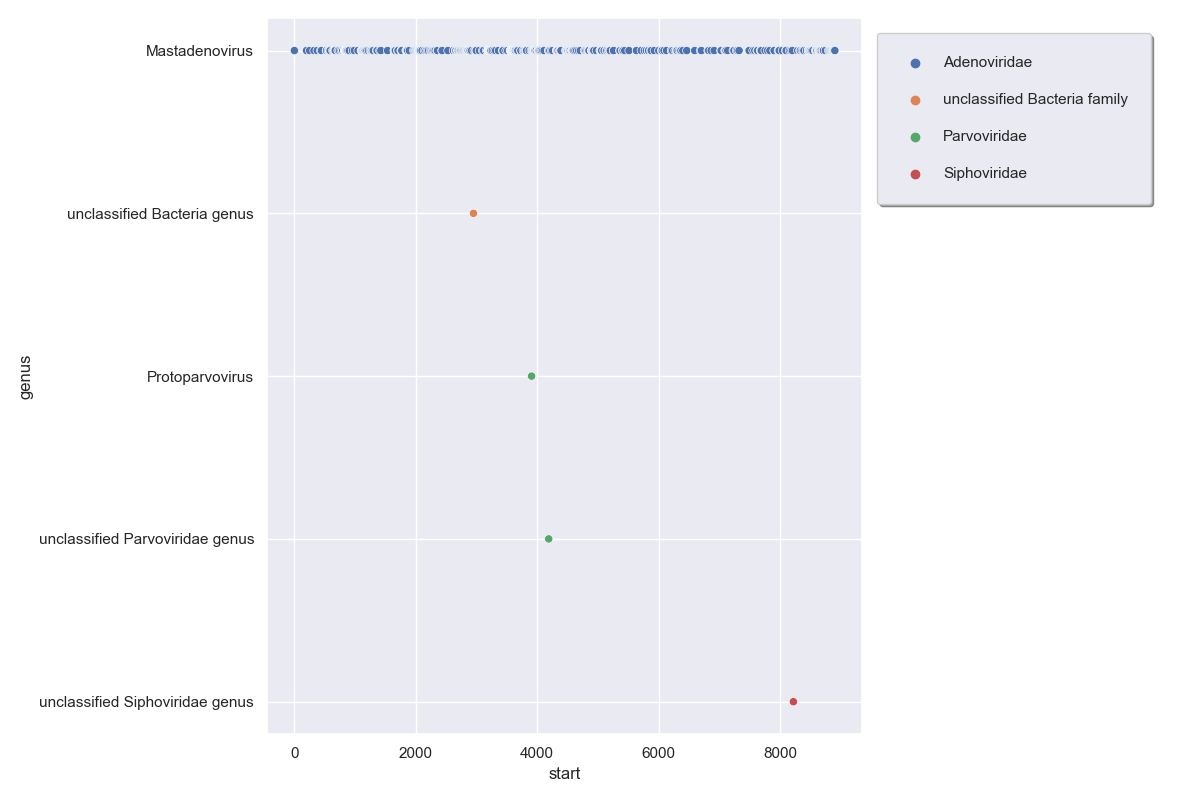 Mastadenovirus
unclassified Bacteria genus
Protoparvovirus
unclassified Parvoviridae genus
unclassified Siphoviridae genus
genus
0 2000 4000 6000 8000
start
Adenoviridae
unclassified Bacteria family
Parvoviridae
Siphoviridae